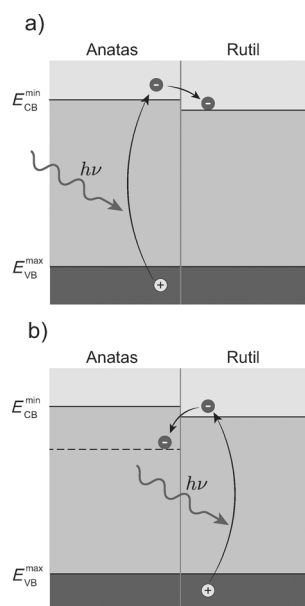 a)
Anatas Rutil
E_CB^min
hν
E_VB^max
b)
Anatas Rutil
E_CB^min
hν
E_VB^max